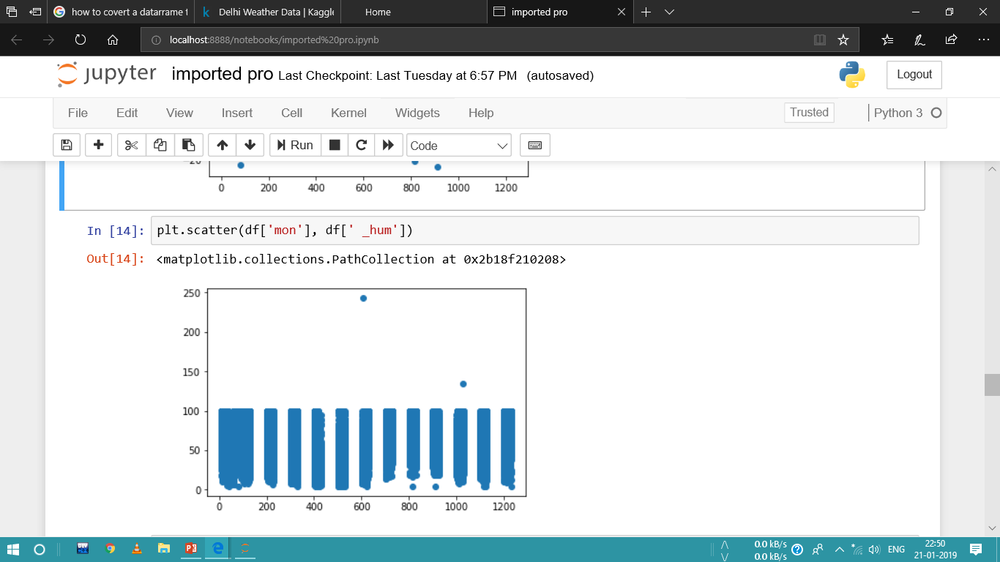 how to covert a datarrame t
k Delhi Weather Data | Kaggle
Home
imported pro
localhost:8888/notebooks/imported%20pro.ipynb
jupyter imported pro Last Checkpoint: Last Tuesday at 6:57 PM (autosaved)
Logout
File Edit View Insert Cell Kernel Widgets Help
Trusted
Python 3
Run
Code
-20
0 200 400 600 800 1000 1200
In [14]: plt.scatter(df['mon'], df[' _hum'])
Out[14]: <matplotlib.collections.PathCollection at 0x2b18f210208>
250
200
150
100
50
0
0 200 400 600 800 1000 1200
0.0 kB/s
0.0 kB/s
ENG
22:50
21-01-2019